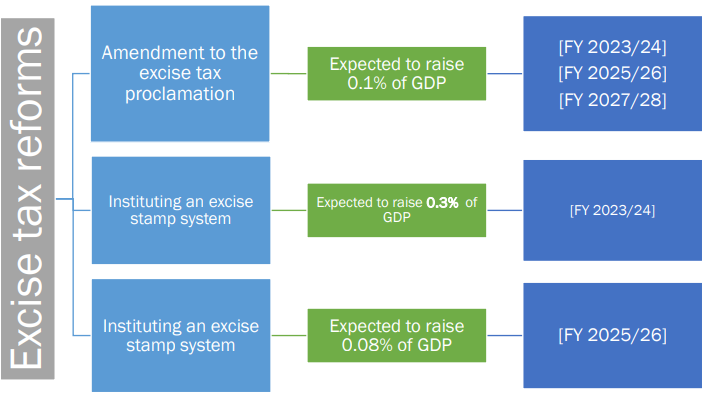 Excise tax reforms
Amendment to the
excise tax
proclamation
Expected to raise
0.1% of GDP
[FY 2023/24]
[FY 2025/26]
[FY 2027/28]
Instituting an excise
stamp system
Expected to raise 0.3% of
GDP
[FY 2023/24]
Instituting an excise
stamp system
Expected to raise
0.08% of GDP
[FY 2025/26]